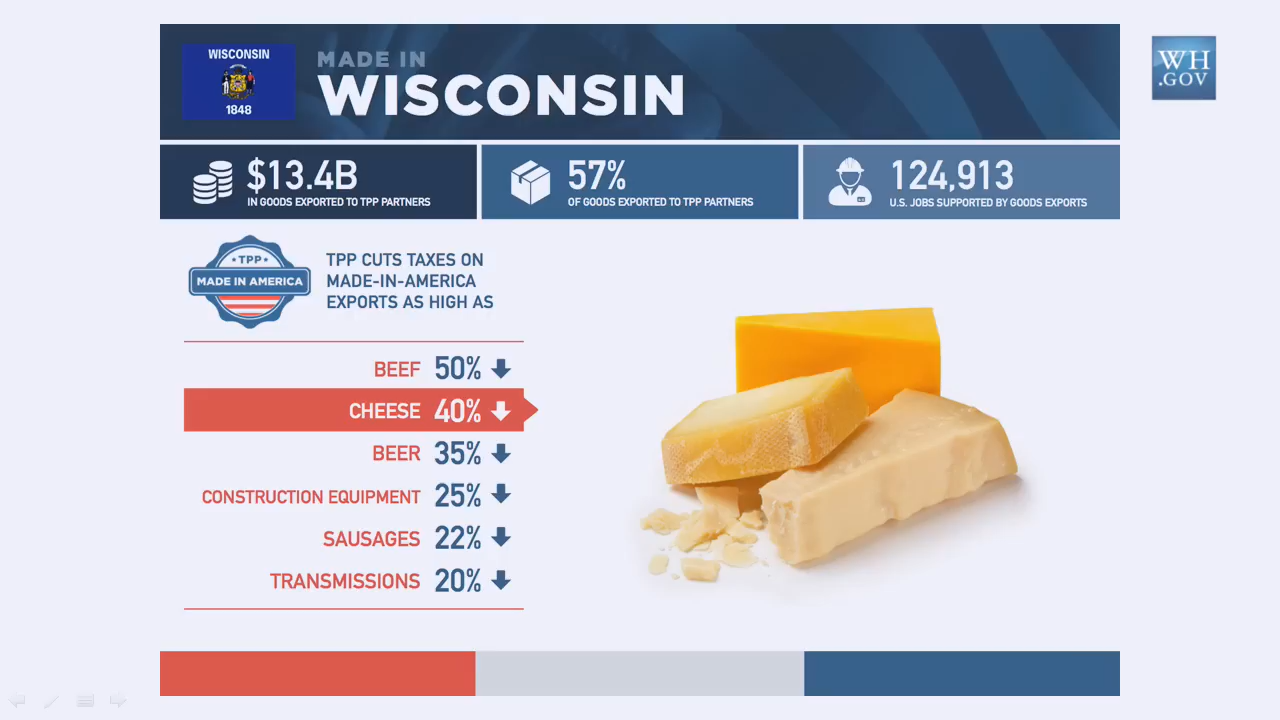 WISCONSIN
1848
MADE IN
WISCONSIN
WH
.GOV
$13.4B
IN GOODS EXPORTED TO TPP PARTNERS
57%
OF GOODS EXPORTED TO TPP PARTNERS
124,913
U.S. JOBS SUPPORTED BY GOODS EXPORTS
TPP
MADE IN AMERICA
TPP CUTS TAXES ON
MADE-IN-AMERICA
EXPORTS AS HIGH AS
BEEF 50%
CHEESE 40%
BEER 35%
CONSTRUCTION EQUIPMENT 25%
SAUSAGES 22%
TRANSMISSIONS 20%